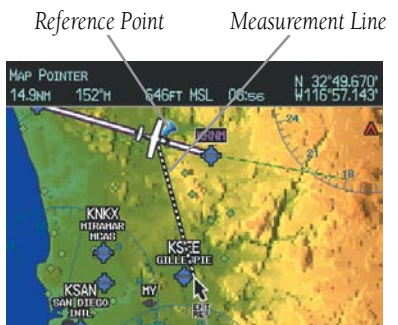 Reference Point
Measurement Line
MAP POINTER
14.9NM 152°M 646FT MSL 06:56
N 32°49.670'
W116°57.143'
24
KRNM
21
18
KNKX
MIRAMAR
MCAS
KSEE
GILLESPIE
MY
KSAN
SAN DIEGO
INTL